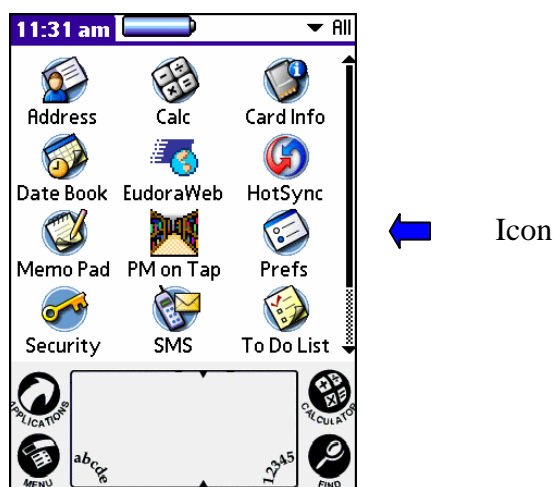 11:31 am All
Address Calc Card Info
Date Book EudoraWeb HotSync
Icon
Memo Pad PM on Tap Prefs
Security SMS To Do List
APPLICATIONS CALCULATOR
MENU abcde 12345 FIND